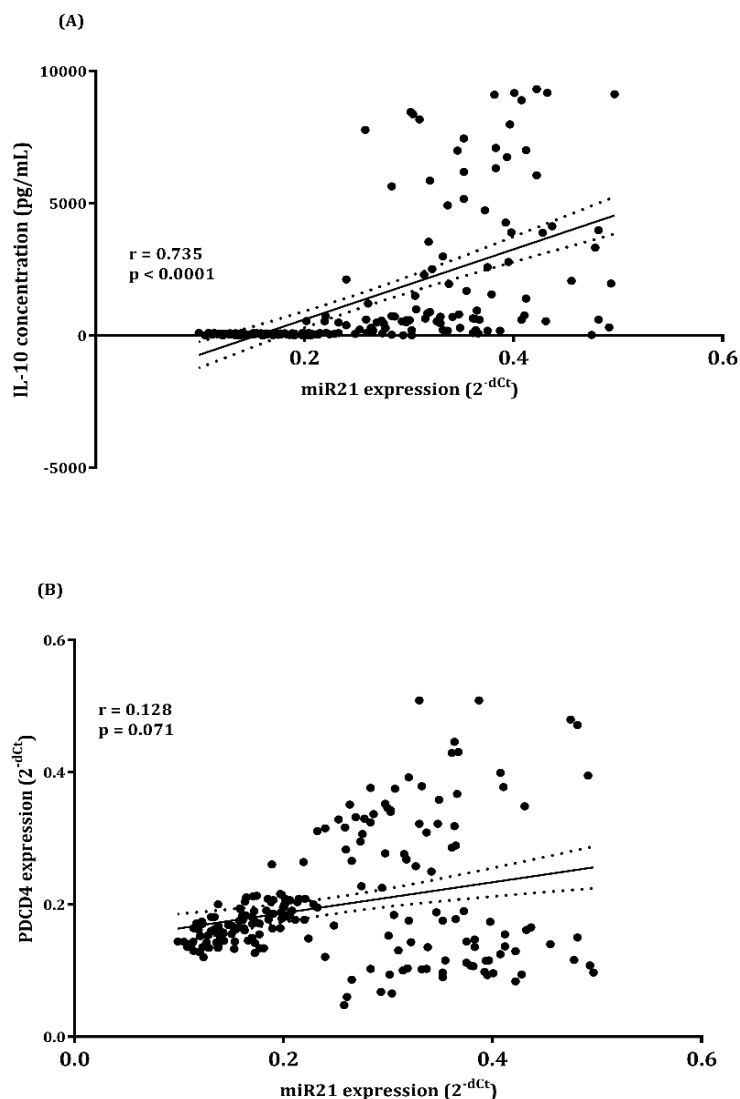 (A)
10000
5000
0
-5000
IL-10 concentration (pg/mL)
r = 0.735
p < 0.0001
0.2
0.4
0.6
miR21 expression (2^-dCt)
(B)
0.6
0.4
0.2
0.0
PDCD4 expression (2^-dCt)
r = 0.128
p = 0.071
0.0
0.2
0.4
0.6
miR21 expression (2^-dCt)